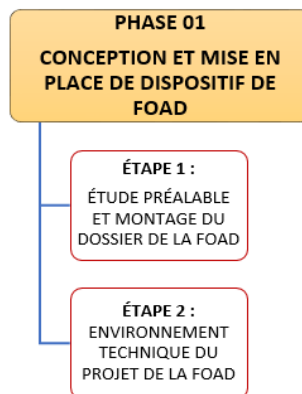 PHASE 01
CONCEPTION ET MISE EN
PLACE DE DISPOSITIF DE
FOAD
ÉTAPE 1 :
ÉTUDE PRÉALABLE
ET MONTAGE DU
DOSSIER DE LA FOAD
ÉTAPE 2 :
ENVIRONNEMENT
TECHNIQUE DU
PROJET DE LA FOAD